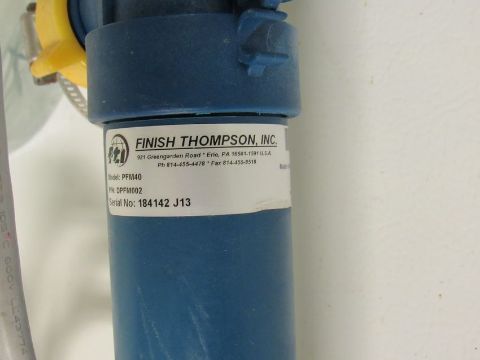 FINISH THOMPSON, INC.
921 Greengarden Road * Erie, PA 16501-1591 U.S.A.
Ph 814-455-4478 * Fax 814-455-8518
fti
Model: PFM40
P/N: DPFM002
Serial No: 184142 J13